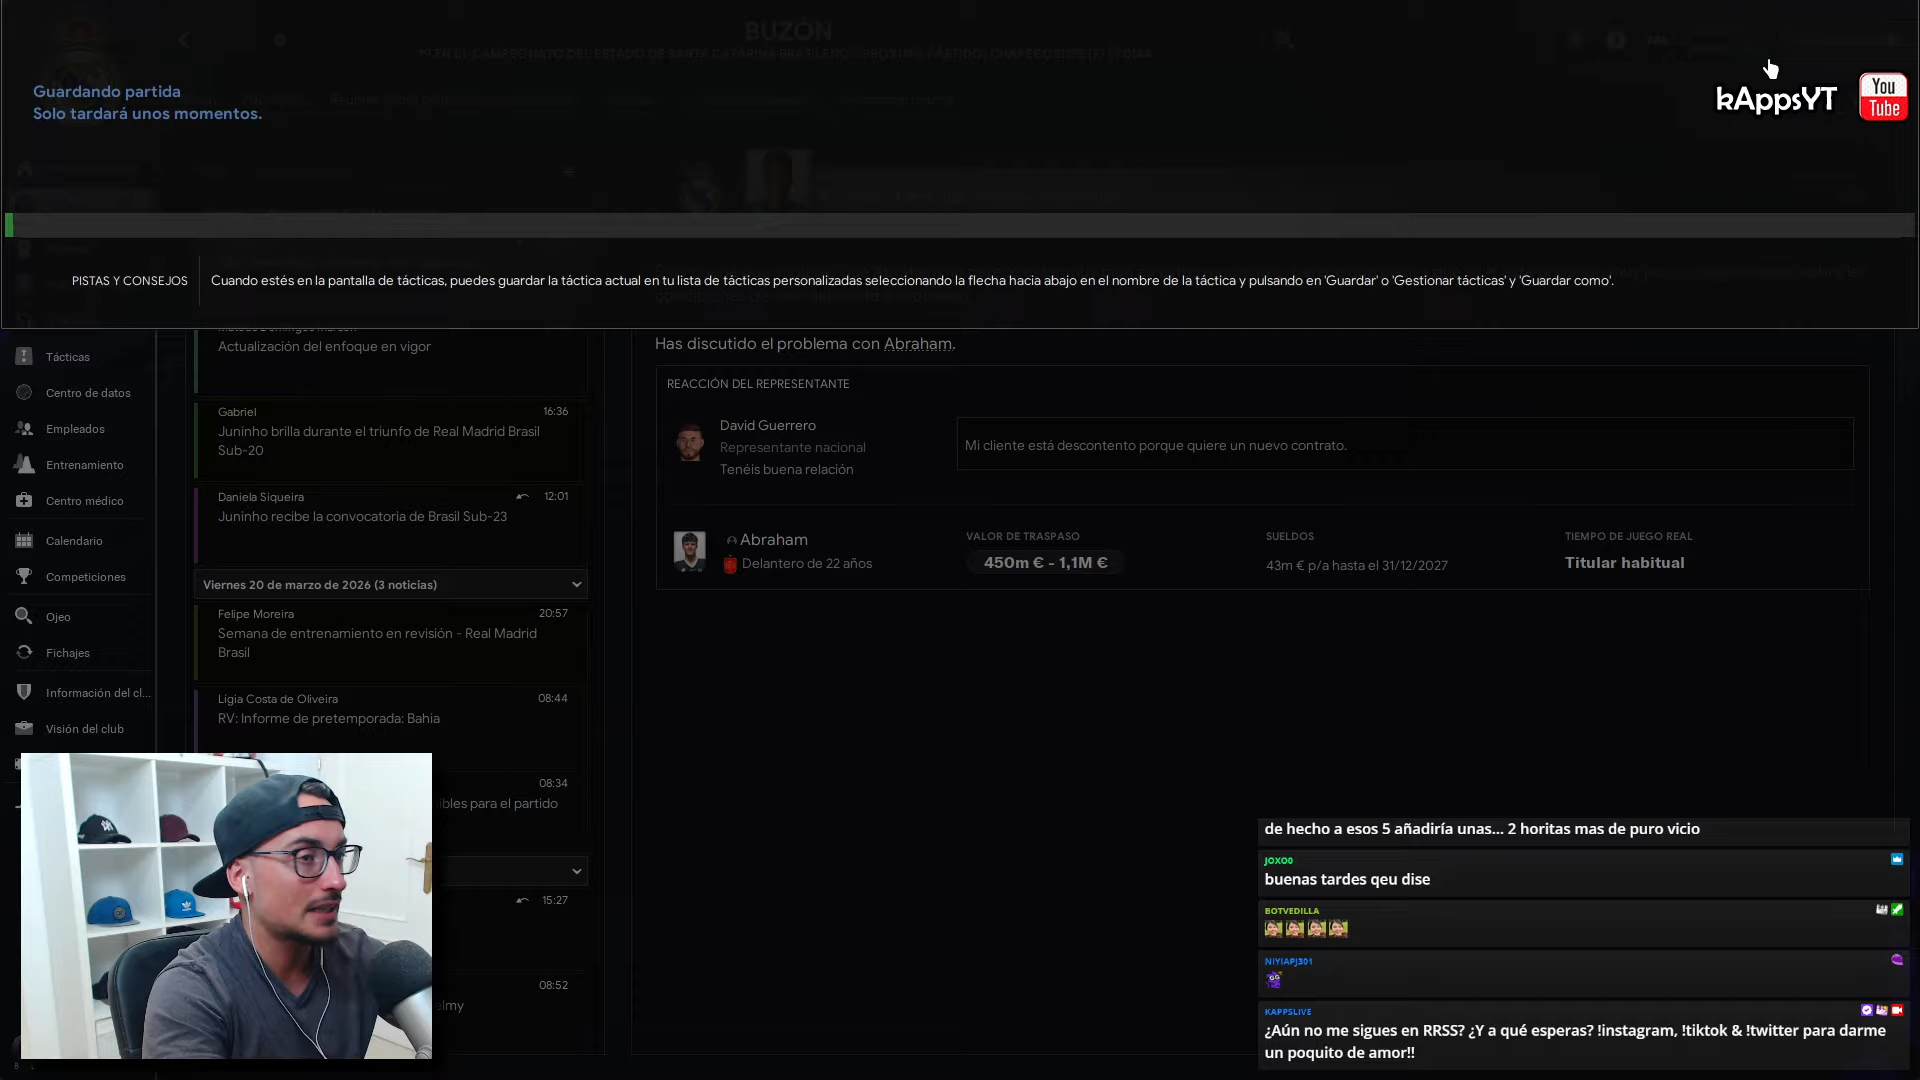 BUZÓN
Guardando partida
Solo tardará unos momentos.
kAppsYT
You
Tube
PISTAS Y CONSEJOS
Cuando estés en la pantalla de tácticas, puedes guardar la táctica actual en tu lista de tácticas personalizadas seleccionando la flecha hacia abajo en el nombre de la táctica y pulsando en 'Guardar' o 'Gestionar tácticas' y 'Guardar como'.
Tácticas
Centro de datos
Empleados
Entrenamiento
Centro médico
Calendario
Competiciones
Ojeo
Fichajes
Información del cl...
Visión del club
Actualización del enfoque en vigor
Gabriel
16:36
Juninho brilla durante el triunfo de Real Madrid Brasil
Sub-20
Daniela Siqueira
12:01
Juninho recibe la convocatoria de Brasil Sub-23
Viernes 20 de marzo de 2026 (3 noticias)
Felipe Moreira
20:57
Semana de entrenamiento en revisión - Real Madrid
Brasil
Ligia Costa de Oliveira
08:44
RV: Informe de pretemporada: Bahia
08:34
ibles para el partido
15:27
08:52
elmy
Has discutido el problema con Abraham.
REACCIÓN DEL REPRESENTANTE
David Guerrero
Representante nacional
Tenéis buena relación
Mi cliente está descontento porque quiere un nuevo contrato.
Abraham
Delantero de 22 años
VALOR DE TRASPASO
450m € - 1,1M €
SUELDOS
43m € p/a hasta el 31/12/2027
TIEMPO DE JUEGO REAL
Titular habitual
de hecho a esos 5 añadiría unas... 2 horitas mas de puro vicio
JOXO0
buenas tardes qeu dise
BOTVEDILLA
NIYIAPJ301
KAPPSLIVE
¿Aún no me sigues en RRSS? ¿Y a qué esperas? !instagram, !tiktok & !twitter para darme
un poquito de amor!!